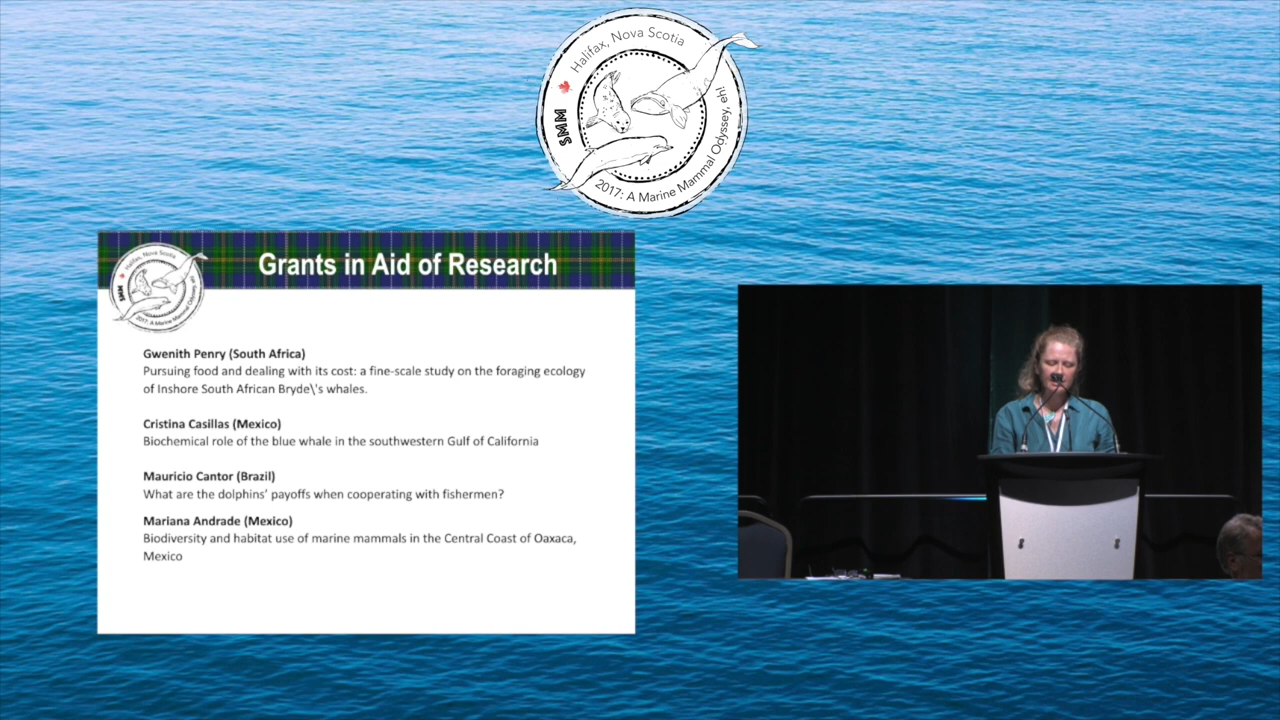 Halifax, Nova Scotia
SMM
2017: A Marine Mammal Odyssey, eh!
Grants in Aid of Research
Halifax, Nova Scotia
SMM
Gwenith Penry (South Africa)
Pursuing food and dealing with its cost: a fine-scale study on the foraging ecology
of Inshore South African Bryde\'s whales.
Cristina Casillas (Mexico)
Biochemical role of the blue whale in the southwestern Gulf of California
Mauricio Cantor (Brazil)
What are the dolphins' payoffs when cooperating with fishermen?
Mariana Andrade (Mexico)
Biodiversity and habitat use of marine mammals in the Central Coast of Oaxaca,
Mexico